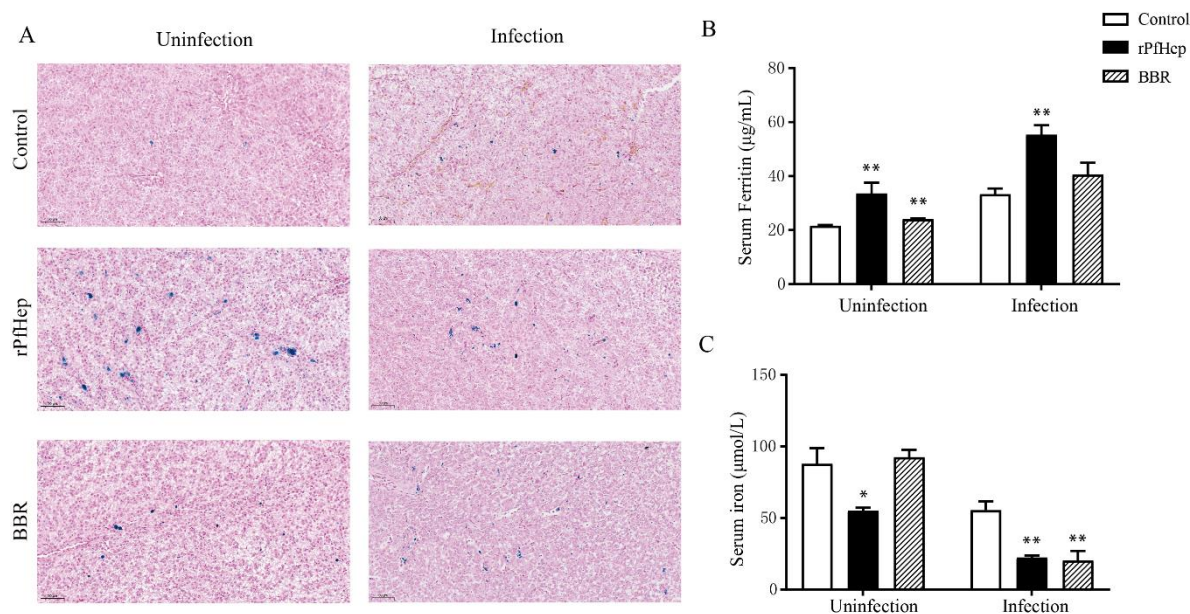 A
Uninfection
Infection
Control
rPfHep
BBR
B
Control
rPfHep
BBR
Serum Ferritin (μg/mL)
80
60
40
20
0
**
**
**
Uninfection
Infection
C
Serum iron (μmol/L)
150
100
50
0
*
**
**
Uninfection
Infection